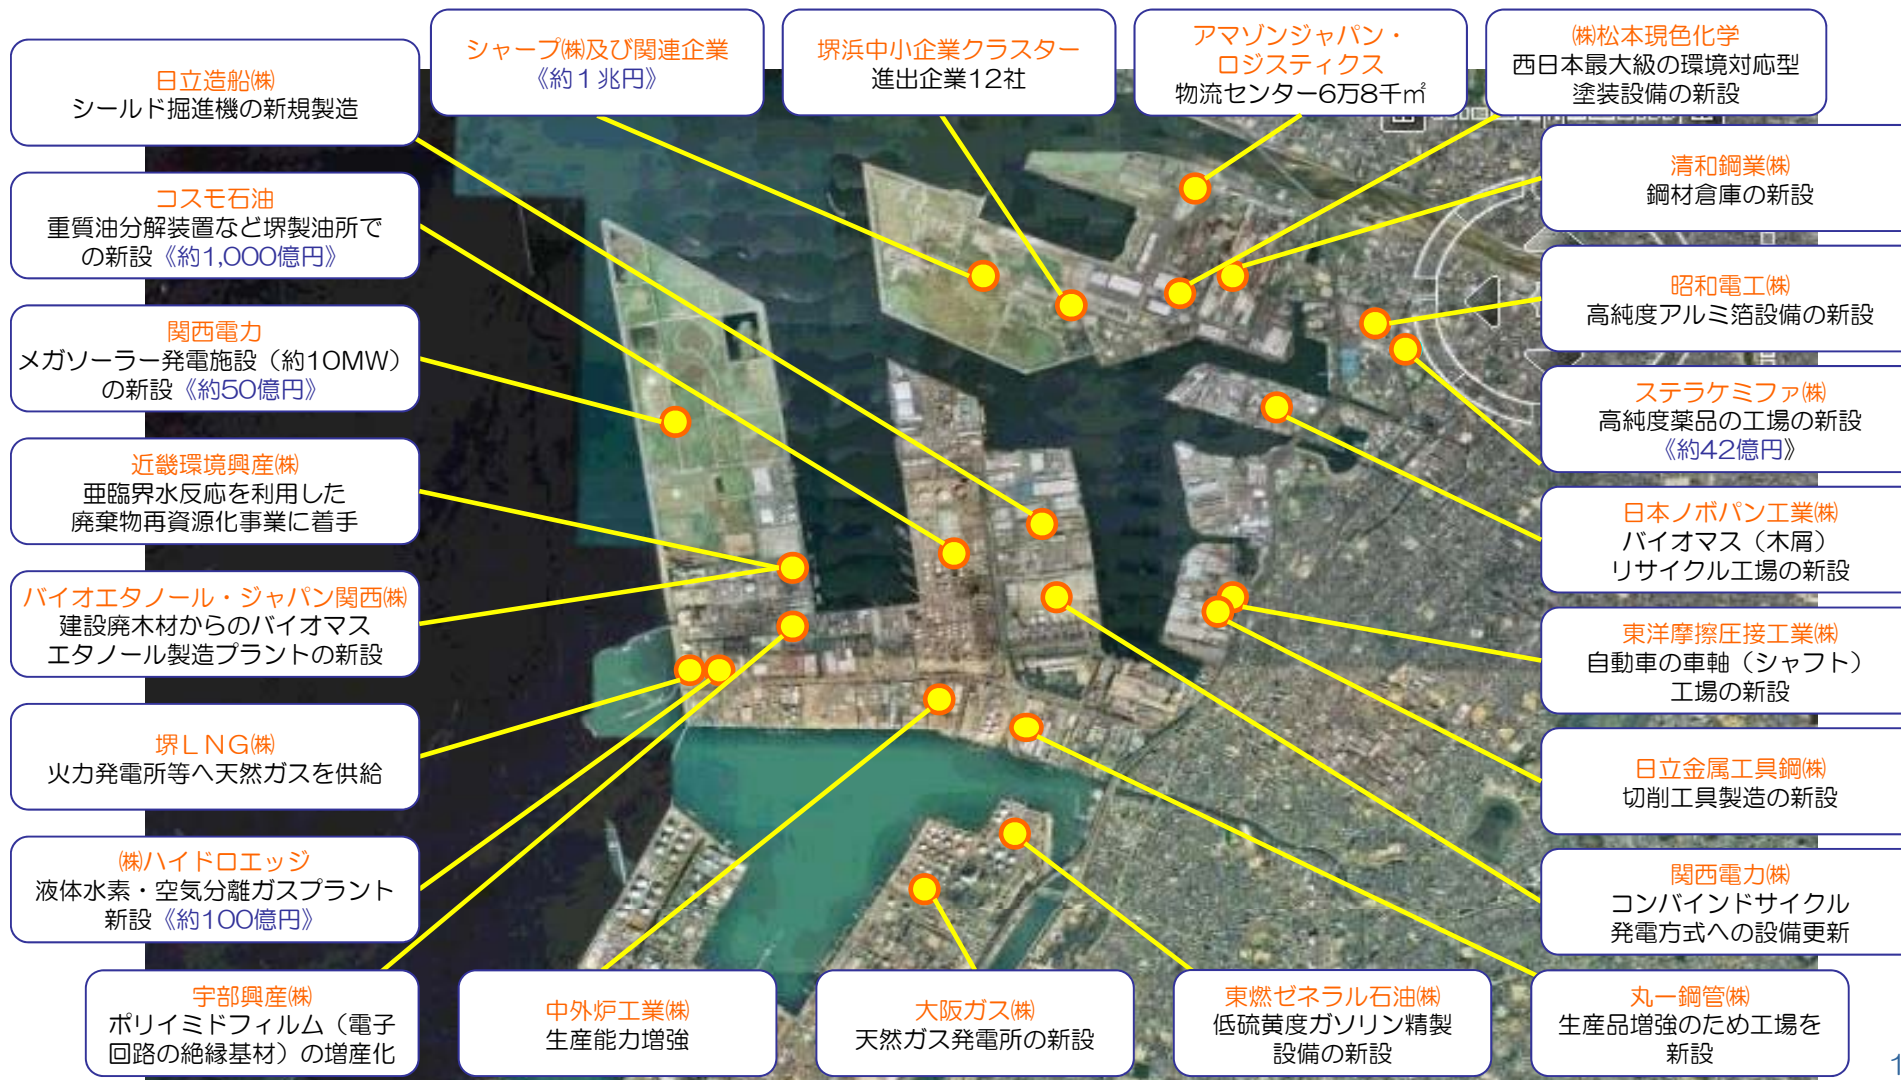 シャープ㈱及び関連企業
《約１兆円》
堺浜中小企業クラスター
進出企業12社
アマゾンジャパン・
ロジスティクス
物流センター6万8千㎡
㈱松本現色化学
西日本最大級の環境対応型
塗装設備の新設
日立造船㈱
シールド掘進機の新規製造
コスモ石油
重質油分解装置など堺製油所で
の新設《約1,000億円》
関西電力
メガソーラー発電施設（約10MW）
の新設《約50億円》
近畿環境興産㈱
亜臨界水反応を利用した
廃棄物再資源化事業に着手
バイオエタノール・ジャパン関西㈱
建設廃木材からのバイオマス
エタノール製造プラントの新設
堺ＬＮＧ㈱
火力発電所等へ天然ガスを供給
㈱ハイドロエッジ
液体水素・空気分離ガスプラント
新設《約100億円》
清和鋼業㈱
鋼材倉庫の新設
昭和電工㈱
高純度アルミ箔設備の新設
ステラケミファ㈱
高純度薬品の工場の新設
《約42億円》
日本ノボパン工業㈱
バイオマス（木屑）
リサイクル工場の新設
東洋摩擦圧接工業㈱
自動車の車軸（シャフト）
工場の新設
日立金属工具鋼㈱
切削工具製造の新設
関西電力㈱
コンバインドサイクル
発電方式への設備更新
宇部興産㈱
ポリイミドフィルム（電子
回路の絶縁基材）の増産化
中外炉工業㈱
生産能力増強
大阪ガス㈱
天然ガス発電所の新設
東燃ゼネラル石油㈱
低硫黄度ガソリン精製
設備の新設
丸一鋼管㈱
生産品増強のため工場を
新設
1